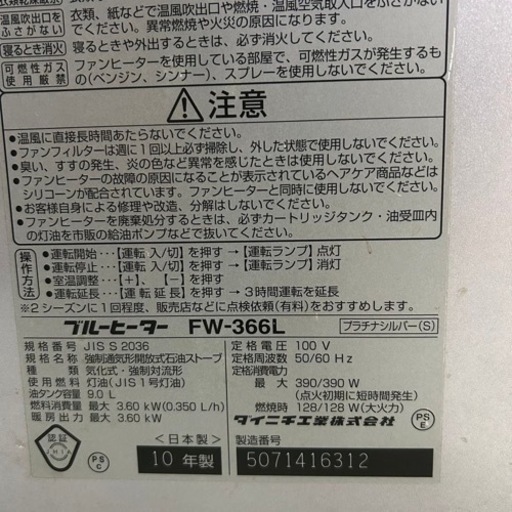 温風吹出口を
ふさがない
衣類、紙などで温風吹出口や燃焼・温風空気取入口をふさがない
でください。異常燃焼や火災の原因になります。
寝るとき消火
寝るときや外出するときは、必ず消火してください。
可燃性ガス
使用厳禁
ファンヒーターを使用している部屋で、可燃性ガスが発生するも
の(ベンジン、シンナー)、スプレーを使用しないでください。
⚠注意
●温風に直接長時間あたらないでください。
●ファンフィルターは週に1回以上必ず掃除し、外した状態で使用しないでください。
●臭い、すすの発生、炎の色など異常を感じたときは使用しないでください。
●ファンヒーターの故障の原因になることが表示されているヘアケア商品などは
シリコーンが配合されています。ファンヒーターと同時に使用しないでください。
●お客様自身による修理や改造、分解はしないでください。
●ファンヒーターを廃棄処分するときは、必ずカートリッジタンク・油受皿内
の灯油を市販の給油ポンプなどで抜いてください。
操作方法
●運転開始…【運転 入/切】を押す→【運転ランプ】点灯
●運転停止…【運転 入/切】を押す→【運転ランプ】消灯
●室温調整…【+】、【-】を押す
●運転延長…【運転延長】を押す→3時間運転を延長
※2シーズンに1回程度、販売店などに点検依頼(有料)をおすすめします。
ブルーヒーター FW-366L プラチナシルバー(S)
規格番号 JIS S 2036
規格名称 強制通気形開放式石油ストーブ
種類 気化式・強制対流形
使用燃料 灯油(JIS 1号灯油)
油タンク容量 9.0 L
燃料消費量 最大 3.60 kW(0.350 L/h)
暖房出力 最大 3.60 kW
定格電圧 100 V
定格周波数 50/60 Hz
定格消費電力
最大 390/390 W
(点火初期に短時間発生)
燃焼時 128/128 W(大火力)
ダイニチ工業株式会社
PS
E
認証
JHIA
PS
C
<日本製>
10 年製
製造番号
5071416312